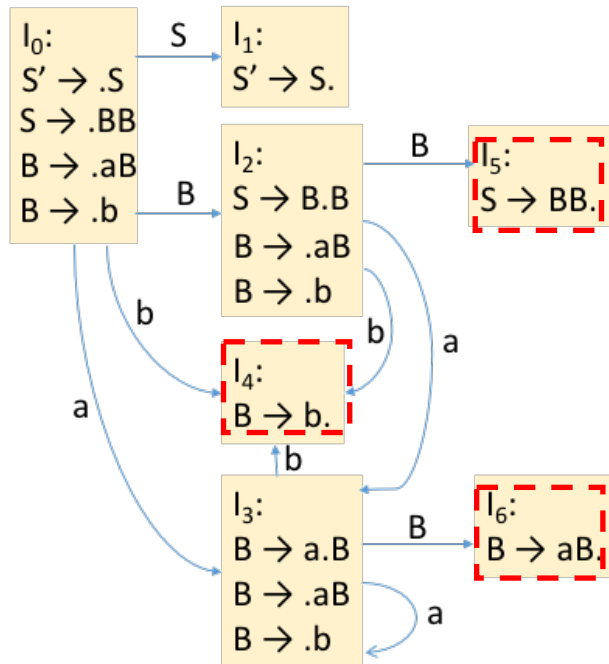 I₀:
S' → .S
S → .BB
B → .aB
B → .b
S
I₁:
S' → S.
B
I₂:
S → B.B
B → .aB
B → .b
B
I₅:
S → BB.
b
a
b
a
I₄:
B → b.
b
I₃:
B → a.B
B → .aB
B → .b
B
a
I₆:
B → aB.